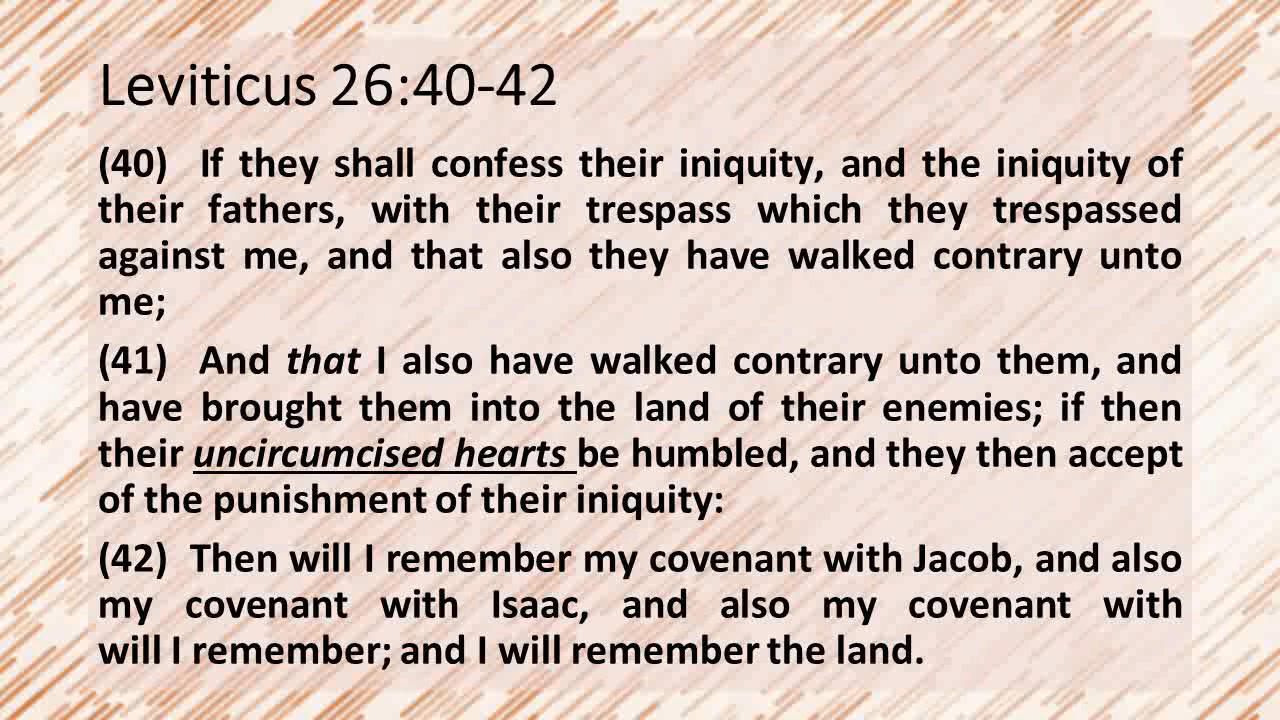 Leviticus 26:40-42
(40) If they shall confess their iniquity, and the iniquity of
their fathers, with their trespass which they trespassed
against me, and that also they have walked contrary unto
me;
(41) And that I also have walked contrary unto them, and
have brought them into the land of their enemies; if then
their uncircumcised hearts be humbled, and they then accept
of the punishment of their iniquity:
(42) Then will I remember my covenant with Jacob, and also
my covenant with Isaac, and also my covenant with
will I remember; and I will remember the land.